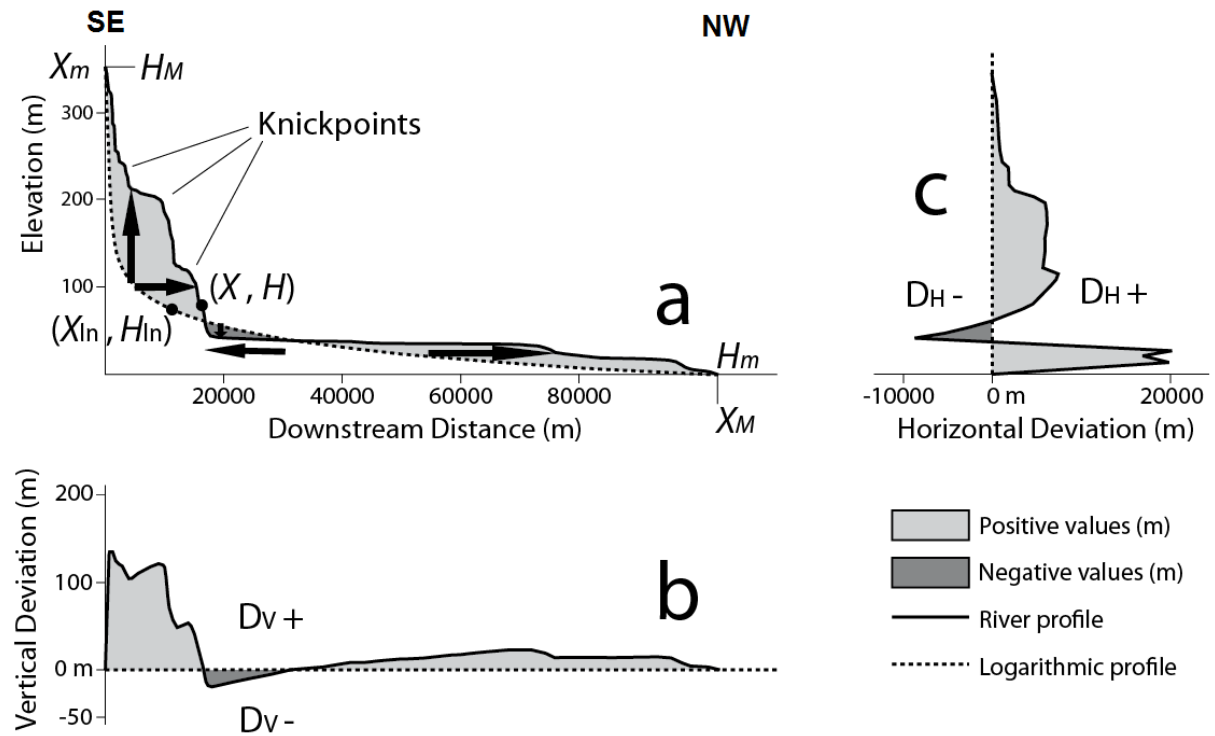 SE
NW
Xm
HM
Elevation (m)
300
200
100
Knickpoints
(X , H)
(Xln , Hln)
a
Hm
XM
20000
40000
60000
80000
Downstream Distance (m)
c
DH -
DH +
-10000
0 m
20000
Horizontal Deviation (m)
Vertical Deviation (m)
200
100
0 m
-50
b
DV +
DV -
Positive values (m)
Negative values (m)
River profile
Logarithmic profile